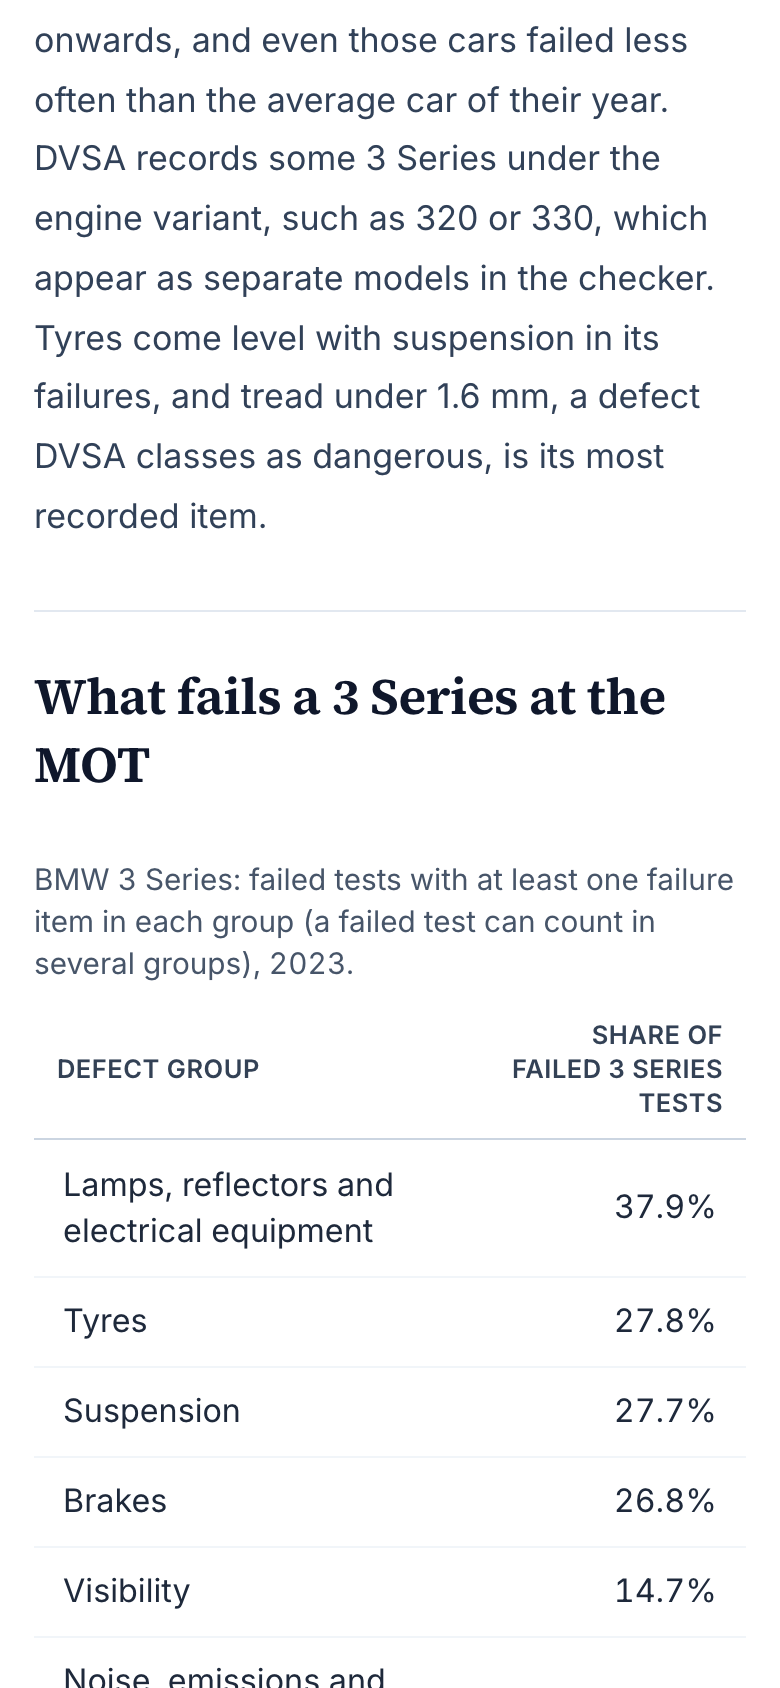 onwards, and even those cars failed less
often than the average car of their year.
DVSA records some 3 Series under the
engine variant, such as 320 or 330, which
appear as separate models in the checker.
Tyres come level with suspension in its
failures, and tread under 1.6 mm, a defect
DVSA classes as dangerous, is its most
recorded item.
What fails a 3 Series at the
MOT
BMW 3 Series: failed tests with at least one failure
item in each group (a failed test can count in
several groups), 2023.
DEFECT GROUP
SHARE OF
FAILED 3 SERIES
TESTS
Lamps, reflectors and
electrical equipment
37.9%
Tyres 27.8%
Suspension 27.7%
Brakes 26.8%
Visibility 14.7%
Noise, emissions and